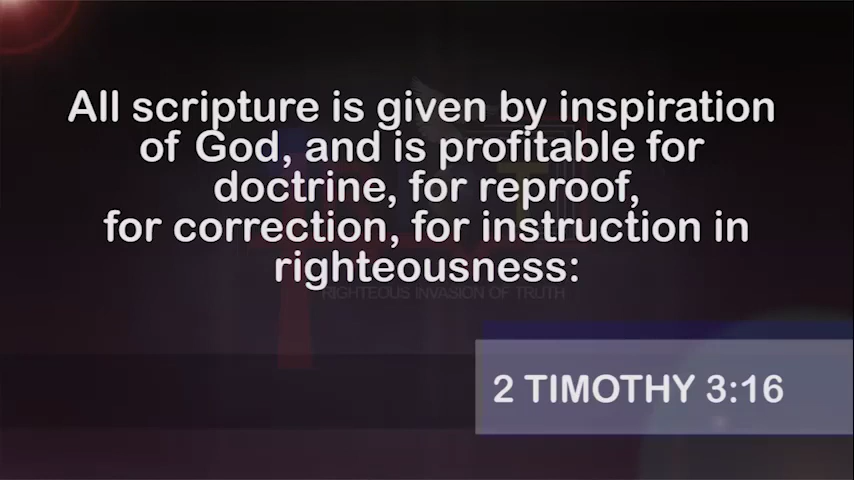 All scripture is given by inspiration
of God, and is profitable for
doctrine, for reproof,
for correction, for instruction in
righteousness:
RIGHTEOUS INVASION OF TRUTH
2 TIMOTHY 3:16